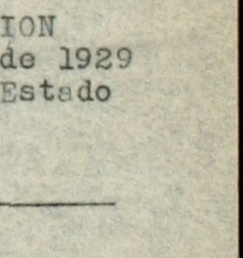 ION
de 1929
Estado